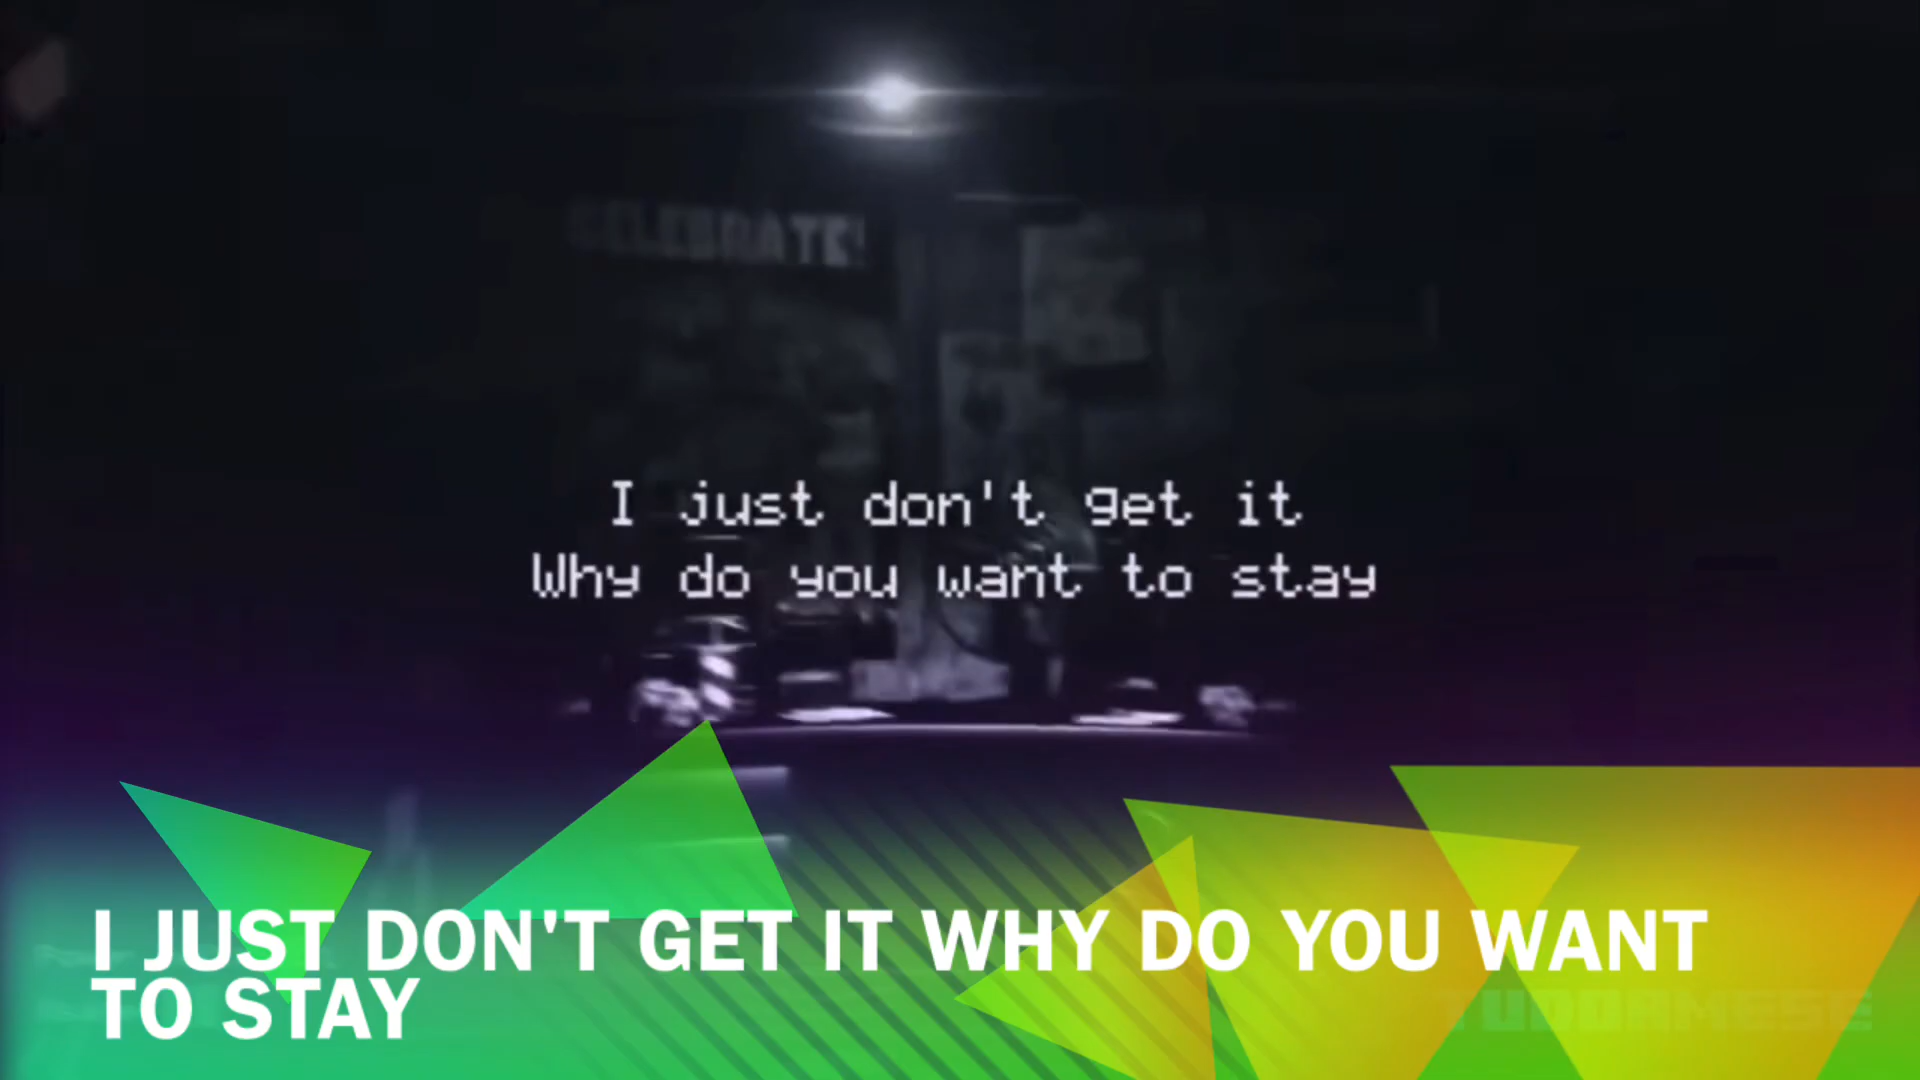 CELEBRATE!
I just don't get it
Why do you want to stay
I JUST DON'T GET IT WHY DO YOU WANT
TO STAY